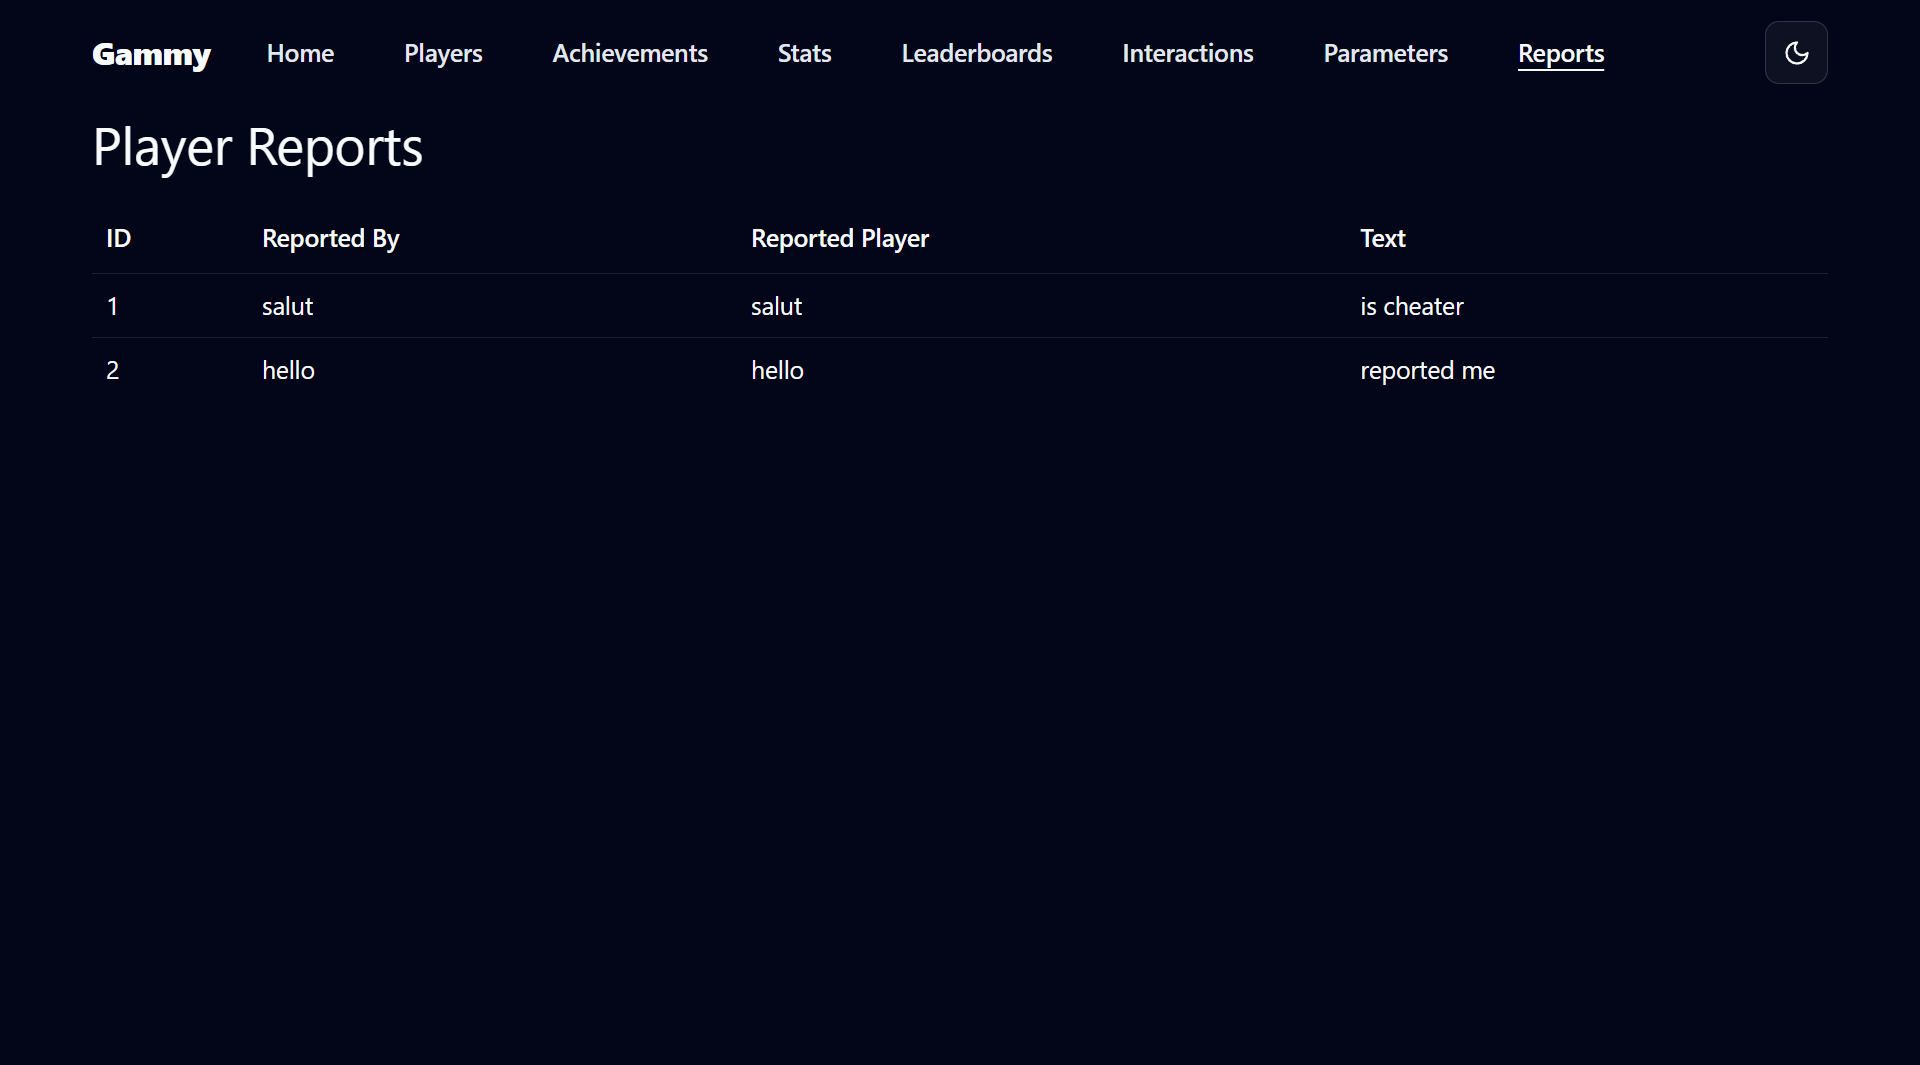 Gammy Home Players Achievements Stats Leaderboards Interactions Parameters Reports
Player Reports
ID Reported By Reported Player Text
1 salut salut is cheater
2 hello hello reported me